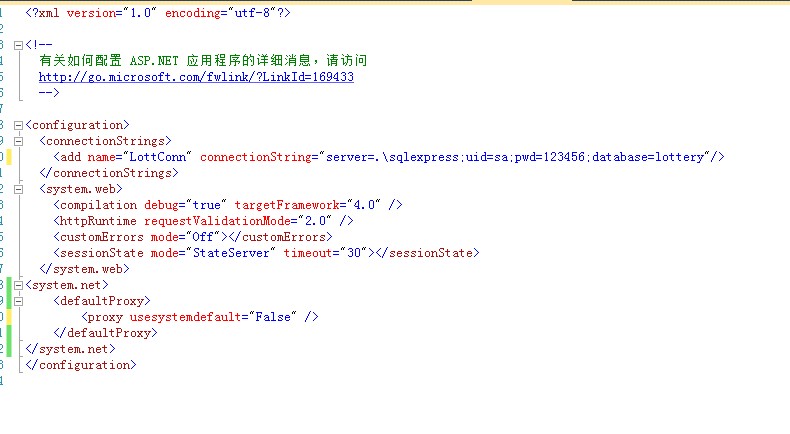 <?xml version="1.0" encoding="utf-8"?>
<!--
有关如何配置 ASP.NET 应用程序的详细消息，请访问
http://go.microsoft.com/fwlink/?LinkId=169433
-->
<configuration>
<connectionStrings>
<add name="LottConn" connectionString="server=.\sqlexpress;uid=sa;pwd=123456;database=lottery"/>
</connectionStrings>
<system.web>
<compilation debug="true" targetFramework="4.0" />
<httpRuntime requestValidationMode="2.0" />
<customErrors mode="Off"></customErrors>
<sessionState mode="StateServer" timeout="30"></sessionState>
</system.web>
<system.net>
<defaultProxy>
<proxy usesystemdefault="False" />
</defaultProxy>
</system.net>
</configuration>